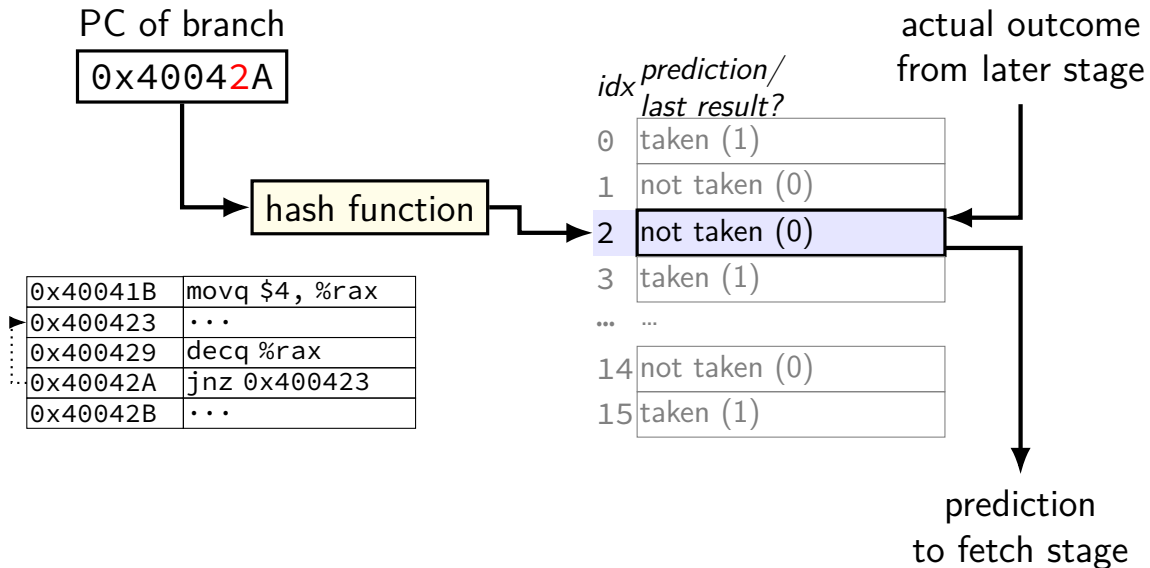 PC of branch
0x40042A
hash function
0x40041B movq $4, %rax
0x400423 ...
0x400429 decq %rax
0x40042A jnz 0x400423
0x40042B ...
idx prediction/
last result?
0 taken (1)
1 not taken (0)
2 not taken (0)
3 taken (1)
... ...
14 not taken (0)
15 taken (1)
actual outcome
from later stage
prediction
to fetch stage